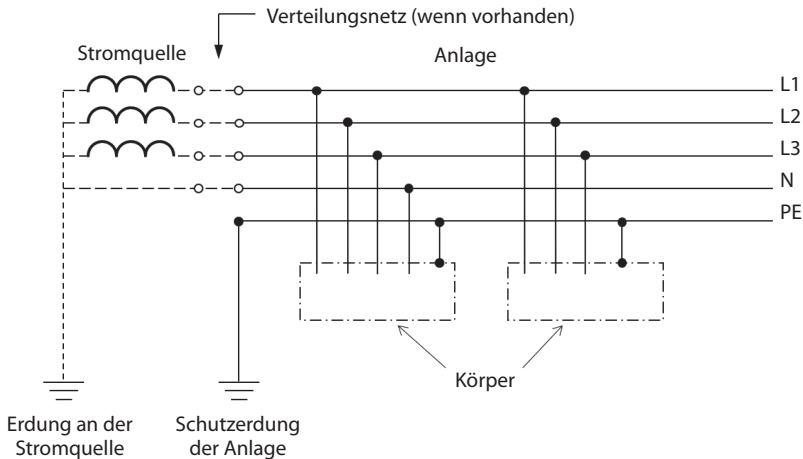 Verteilungsnetz (wenn vorhanden)
Stromquelle
Anlage
L1
L2
L3
N
PE
Körper
Erdung an der
Stromquelle
Schutzerdung
der Anlage